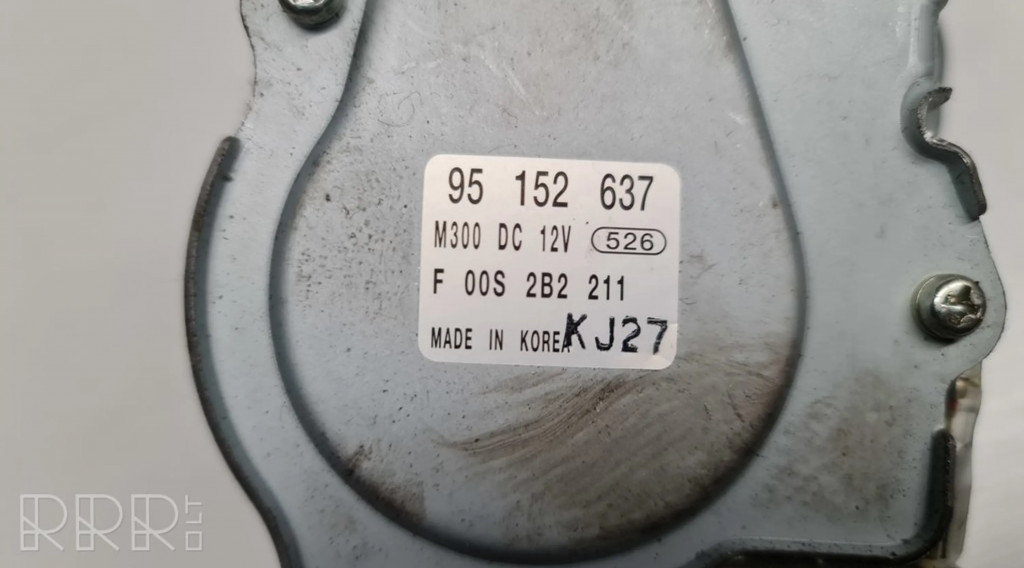 95 152 637
M300 DC 12V 526
F 00S 2B2 211
MADE IN KOREA KJ27
RRR.LT